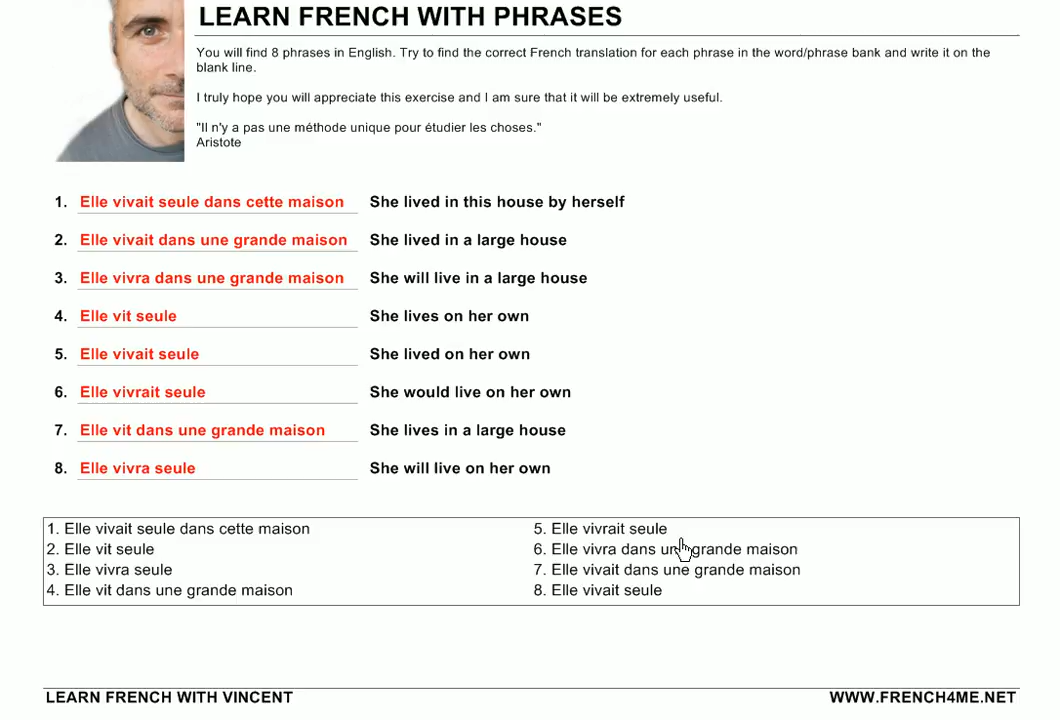 LEARN FRENCH WITH PHRASES
You will find 8 phrases in English. Try to find the correct French translation for each phrase in the word/phrase bank and write it on the
blank line.
I truly hope you will appreciate this exercise and I am sure that it will be extremely useful.
"Il n'y a pas une méthode unique pour étudier les choses."
Aristote
1. Elle vivait seule dans cette maison She lived in this house by herself
2. Elle vivait dans une grande maison She lived in a large house
3. Elle vivra dans une grande maison She will live in a large house
4. Elle vit seule She lives on her own
5. Elle vivait seule She lived on her own
6. Elle vivrait seule She would live on her own
7. Elle vit dans une grande maison She lives in a large house
8. Elle vivra seule She will live on her own
1. Elle vivait seule dans cette maison
2. Elle vit seule
3. Elle vivra seule
4. Elle vit dans une grande maison
5. Elle vivrait seule
6. Elle vivra dans une grande maison
7. Elle vivait dans une grande maison
8. Elle vivait seule
LEARN FRENCH WITH VINCENT WWW.FRENCH4ME.NET